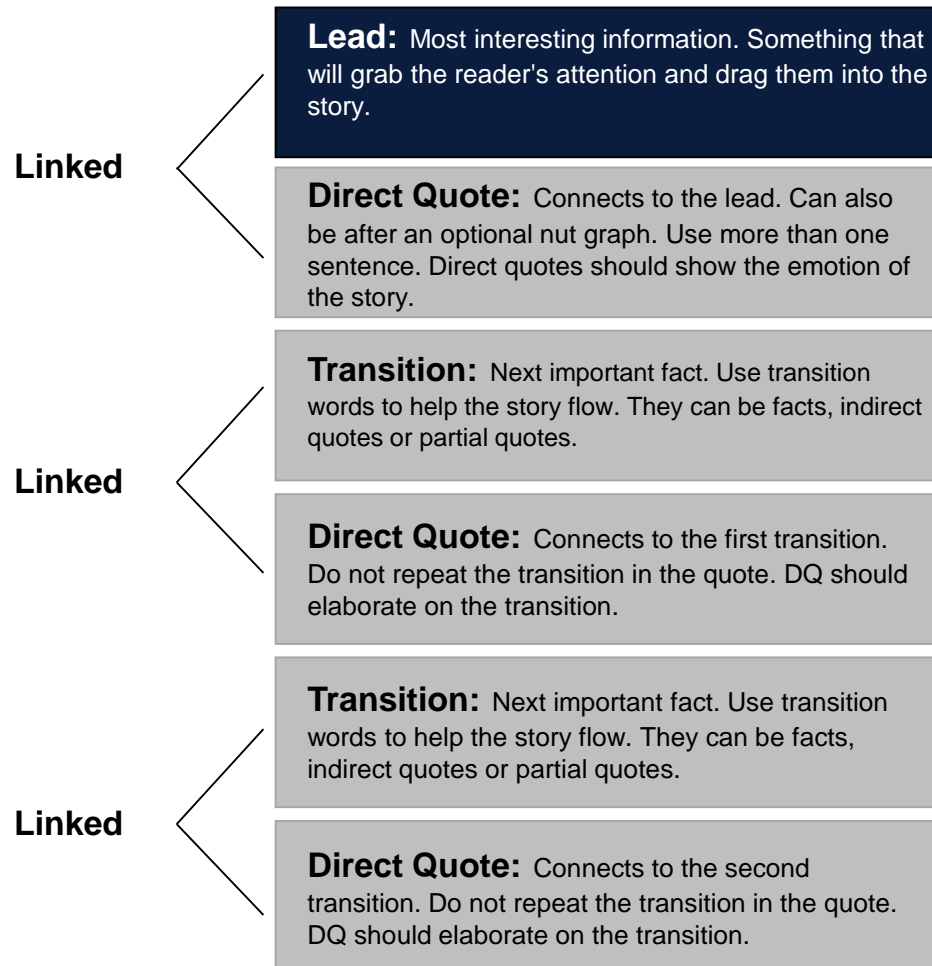 Lead: Most interesting information. Something that
will grab the reader's attention and drag them into the
story.
Linked
Direct Quote: Connects to the lead. Can also
be after an optional nut graph. Use more than one
sentence. Direct quotes should show the emotion of
the story.
Transition: Next important fact. Use transition
words to help the story flow. They can be facts, indirect
quotes or partial quotes.
Linked
Direct Quote: Connects to the first transition.
Do not repeat the transition in the quote. DQ should
elaborate on the transition.
Transition: Next important fact. Use transition
words to help the story flow. They can be facts,
indirect quotes or partial quotes.
Linked
Direct Quote: Connects to the second
transition. Do not repeat the transition in the quote.
DQ should elaborate on the transition.